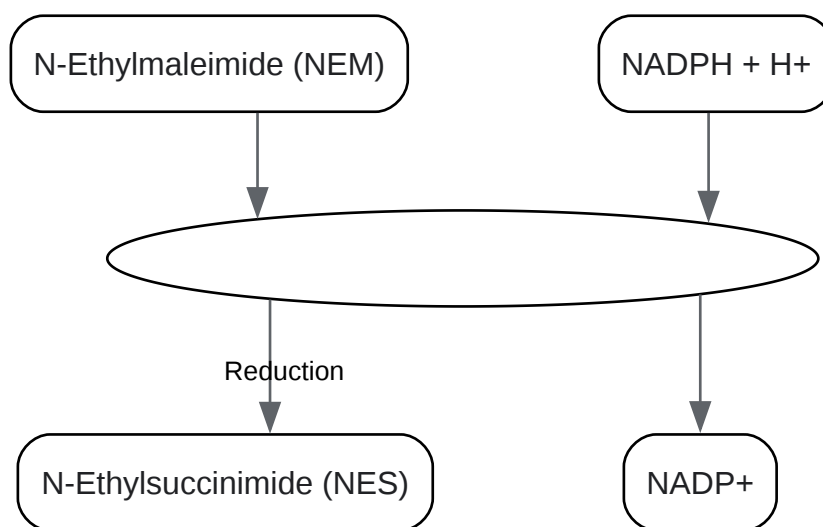 N-Ethylmaleimide (NEM)
NADPH + H+
Reduction
N-Ethylsuccinimide (NES)
NADP+